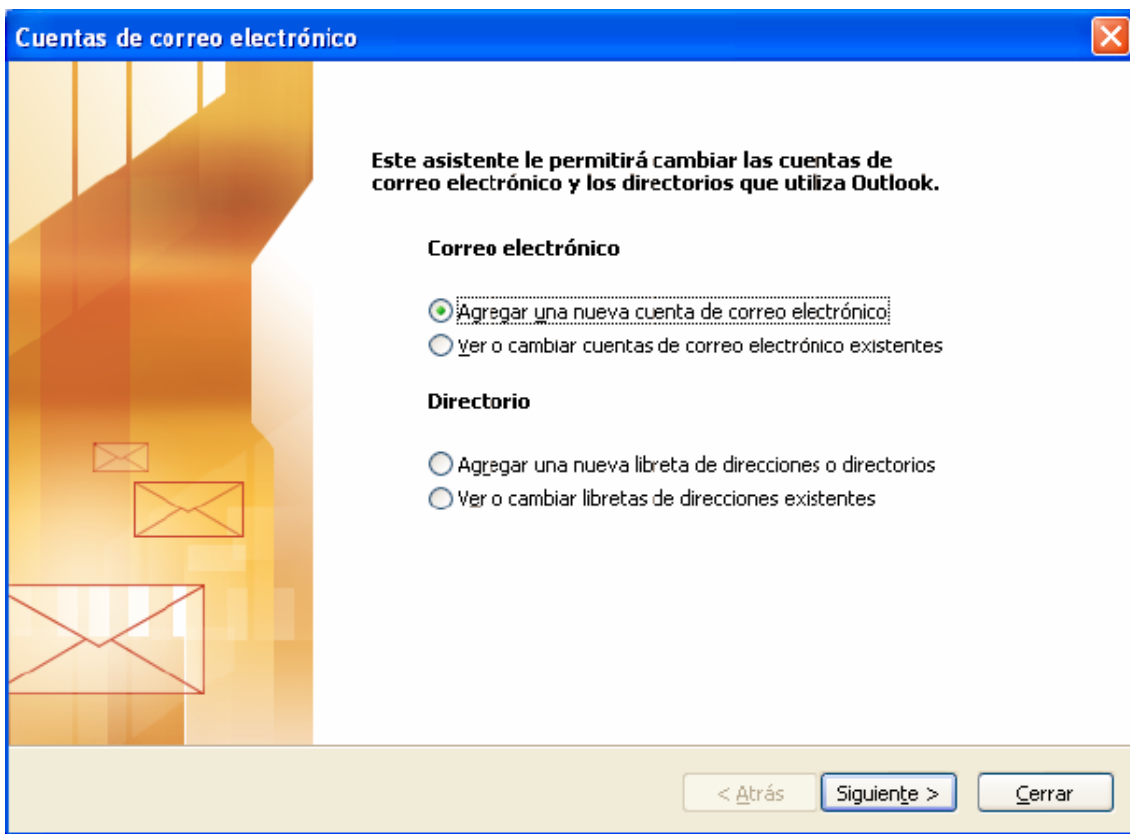 Cuentas de correo electrónico
Este asistente le permitirá cambiar las cuentas de
correo electrónico y los directorios que utiliza Outlook.
Correo electrónico
Agregar una nueva cuenta de correo electrónico
Ver o cambiar cuentas de correo electrónico existentes
Directorio
Agregar una nueva libreta de direcciones o directorios
Ver o cambiar libretas de direcciones existentes
< Atrás
Siguiente >
Cerrar